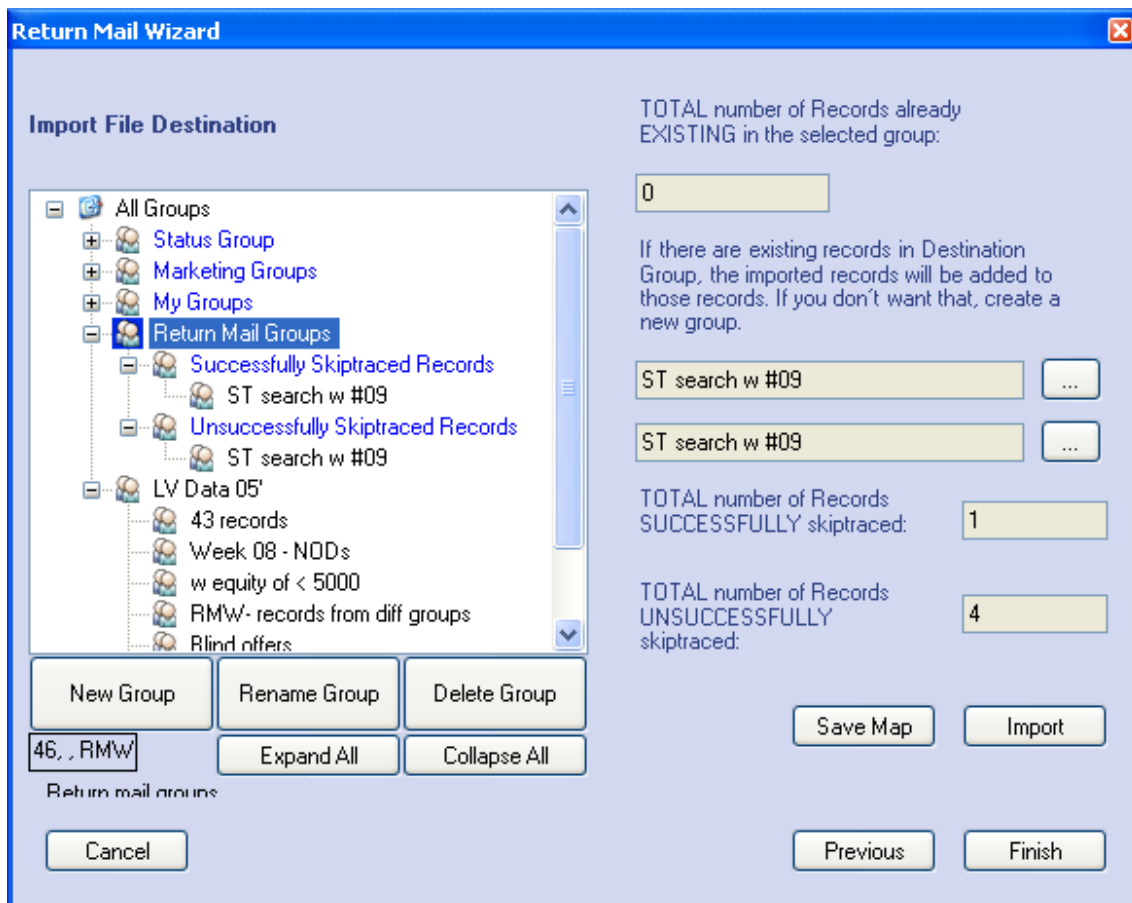 Return Mail Wizard
Import File Destination
All Groups
Status Group
Marketing Groups
My Groups
Return Mail Groups
Successfully Skiptraced Records
ST search w #09
Unsuccessfully Skiptraced Records
ST search w #09
LV Data 05'
43 records
Week 08 - NODs
w equity of < 5000
RMW- records from diff groups
Blind offers
New Group
Rename Group
Delete Group
46, , RMW
Expand All
Collapse All
Return mail groups
Cancel
TOTAL number of Records already
EXISTING in the selected group:
0
If there are existing records in Destination
Group, the imported records will be added to
those records. If you don't want that, create a
new group.
ST search w #09
...
ST search w #09
...
TOTAL number of Records
SUCCESSFULLY skiptraced:
1
TOTAL number of Records
UNSUCCESSFULLY
skiptraced:
4
Save Map
Import
Previous
Finish